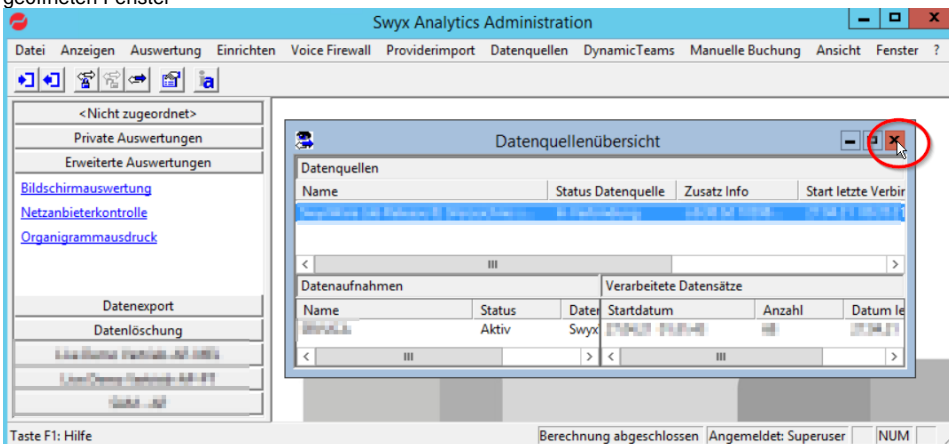 geöffneten Fenster
Swyx Analytics Administration
Datei Anzeigen Auswertung Einrichten Voice Firewall Providerimport Datenquellen DynamicTeams Manuelle Buchung Ansicht Fenster ?
<Nicht zugeordnet>
Private Auswertungen
Erweiterte Auswertungen
Bildschirmauswertung
Netzanbieterkontrolle
Organigrammausdruck
Datenexport
Datenlöschung
Datenquellenübersicht
Datenquellen
Name Status Datenquelle Zusatz Info Start letzte Verbir
Datenaufnahmen Verarbeitete Datensätze
Name Status Daten Startdatum Anzahl Datum le
Aktiv Swyx
Taste F1: Hilfe Berechnung abgeschlossen Angemeldet: Superuser NUM